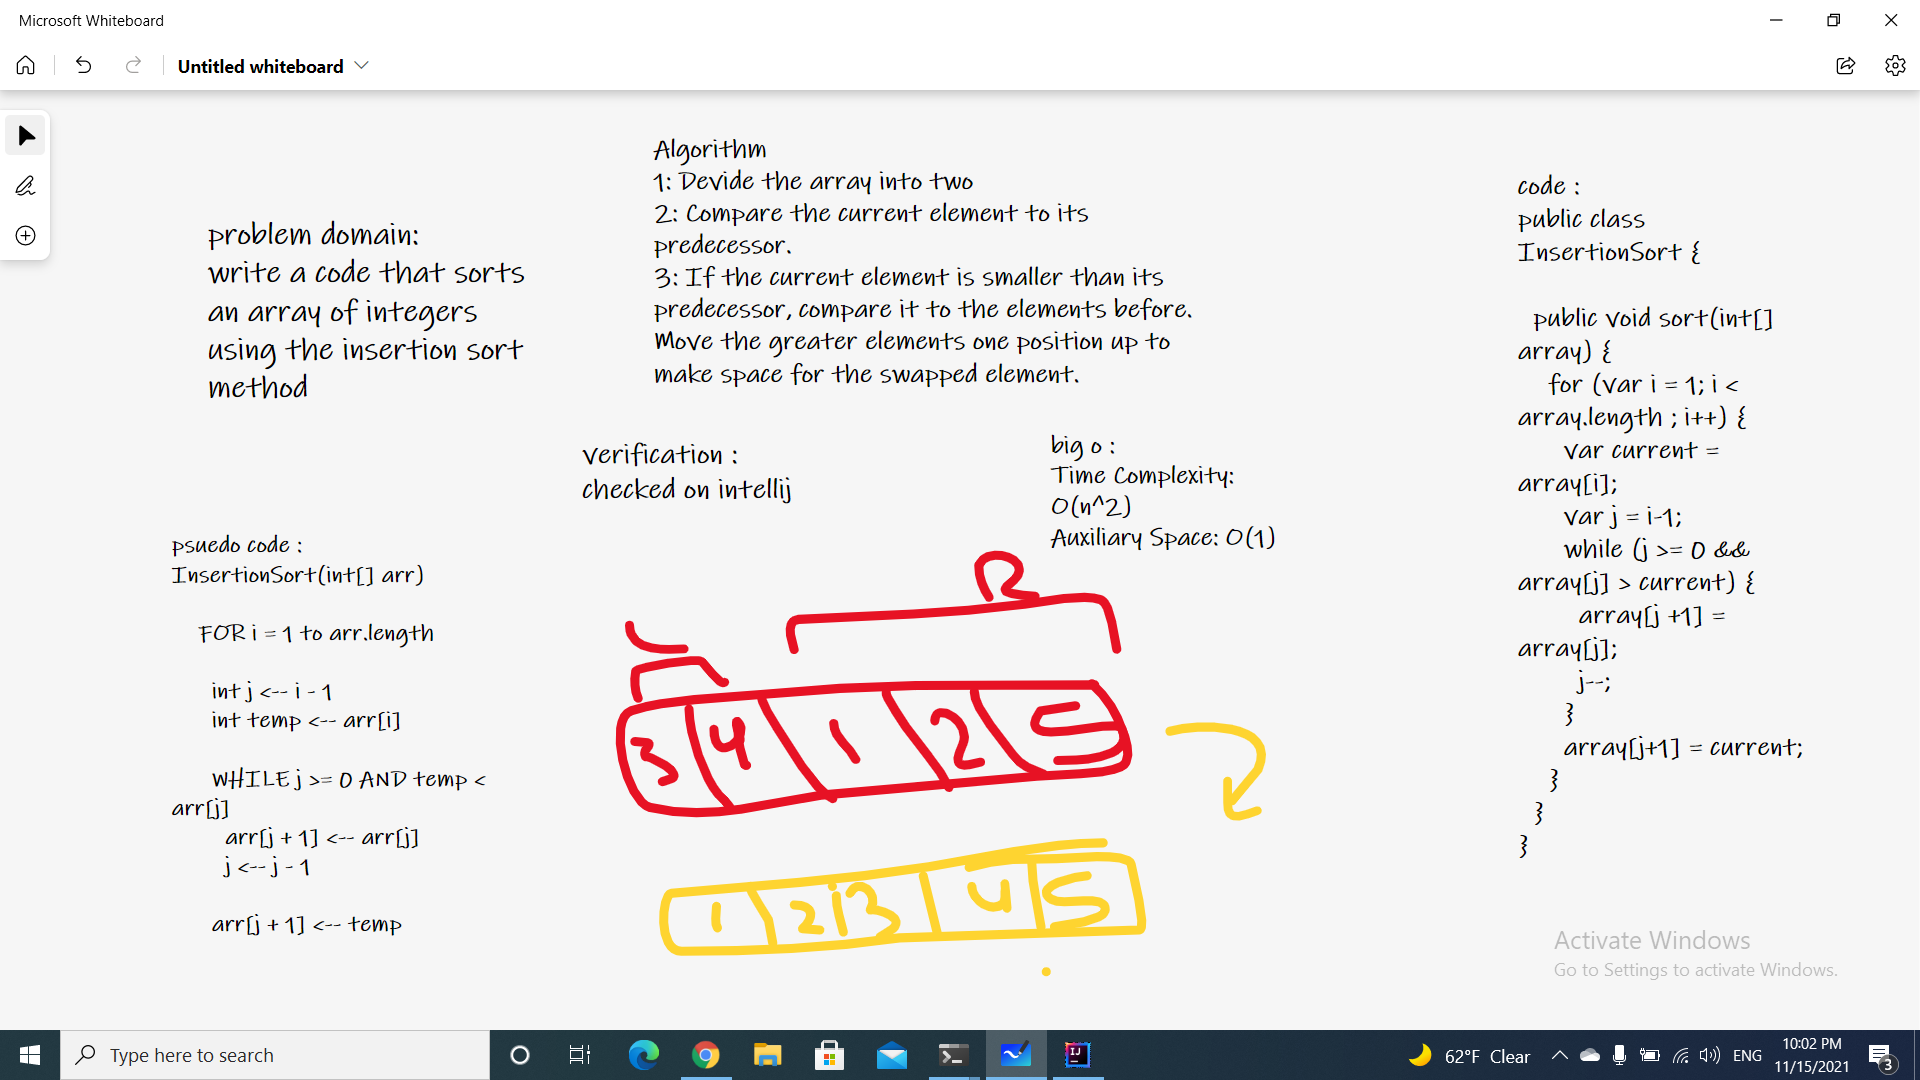 Microsoft Whiteboard
Untitled whiteboard
problem domain:
write a code that sorts
an array of integers
using the insertion sort
method
Algorithm
1: Devide the array into two
2: Compare the current element to its
predecessor.
3: If the current element is smaller than its
predecessor, compare it to the elements before.
Move the greater elements one position up to
make space for the swapped element.
verification :
checked on intellij
big o :
Time Complexity:
O(n^2)
Auxiliary Space: O(1)
psuedo code :
InsertionSort(int[] arr)
FOR i = 1 to arr.length
int j <-- i - 1
int temp <-- arr[i]
WHILE j >= 0 AND temp <
arr[j]
arr[j + 1] <-- arr[j]
j <-- j - 1
arr[j + 1] <-- temp
L
R
3 4 1 2 5
1 2 3 4 5
code :
public class
InsertionSort {
public void sort(int[]
array) {
for (var i = 1; i <
array.length ; i++) {
var current =
array[i];
var j = i-1;
while (j >= 0 &&
array[j] > current) {
array[j +1] =
array[j];
j--;
}
array[j+1] = current;
}
}
}
Activate Windows
Go to Settings to activate Windows.
Type here to search
IJ
62°F Clear
ENG
10:02 PM
11/15/2021
3